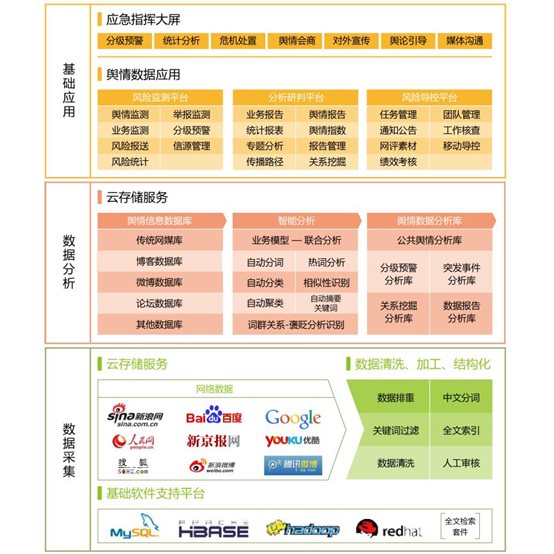 基础应用
应急指挥大屏
分级预警 统计分析 危机处置 舆情会商 对外宣传 舆论引导 媒体沟通
舆情数据应用
风险监测平台 分析研判平台 风险导控平台
舆情监测 举报监测 业务报告 舆情报告 任务管理 团队管理
业务监测 分级预警 统计报表 舆情指数 通知公告 工作核查
风险报送 信源管理 专题分析 报告管理 网评素材 移动导控
风险统计 传播路径 关系挖掘 绩效考核
数据分析
云存储服务
舆情信息数据库 智能分析 舆情数据分析库
传统网媒库 业务模型 — 联合分析 公共舆情分析库
博客数据库 自动分词 热词分析 分级预警分析库 突发事件分析库
微博数据库 自动分类 相似性识别
论坛数据库 自动聚类 自动摘要关键词 关系挖掘分析库 数据报告分析库
其他数据库 词群关系-褒贬分析识别
数据采集
云存储服务 数据清洗、加工、结构化
网络数据
sina新浪网 sina.com.cn Bai百度 Google
人民网 people.cn 新京报网 YOUKU优酷
搜狐 SOHU.com 新浪微博 weibo.com 腾讯微博
数据排重 中文分词
关键词过滤 全文索引
数据清洗 人工审核
基础软件支持平台
MySQL APACHE HBASE hadoop redhat 全文检索套件